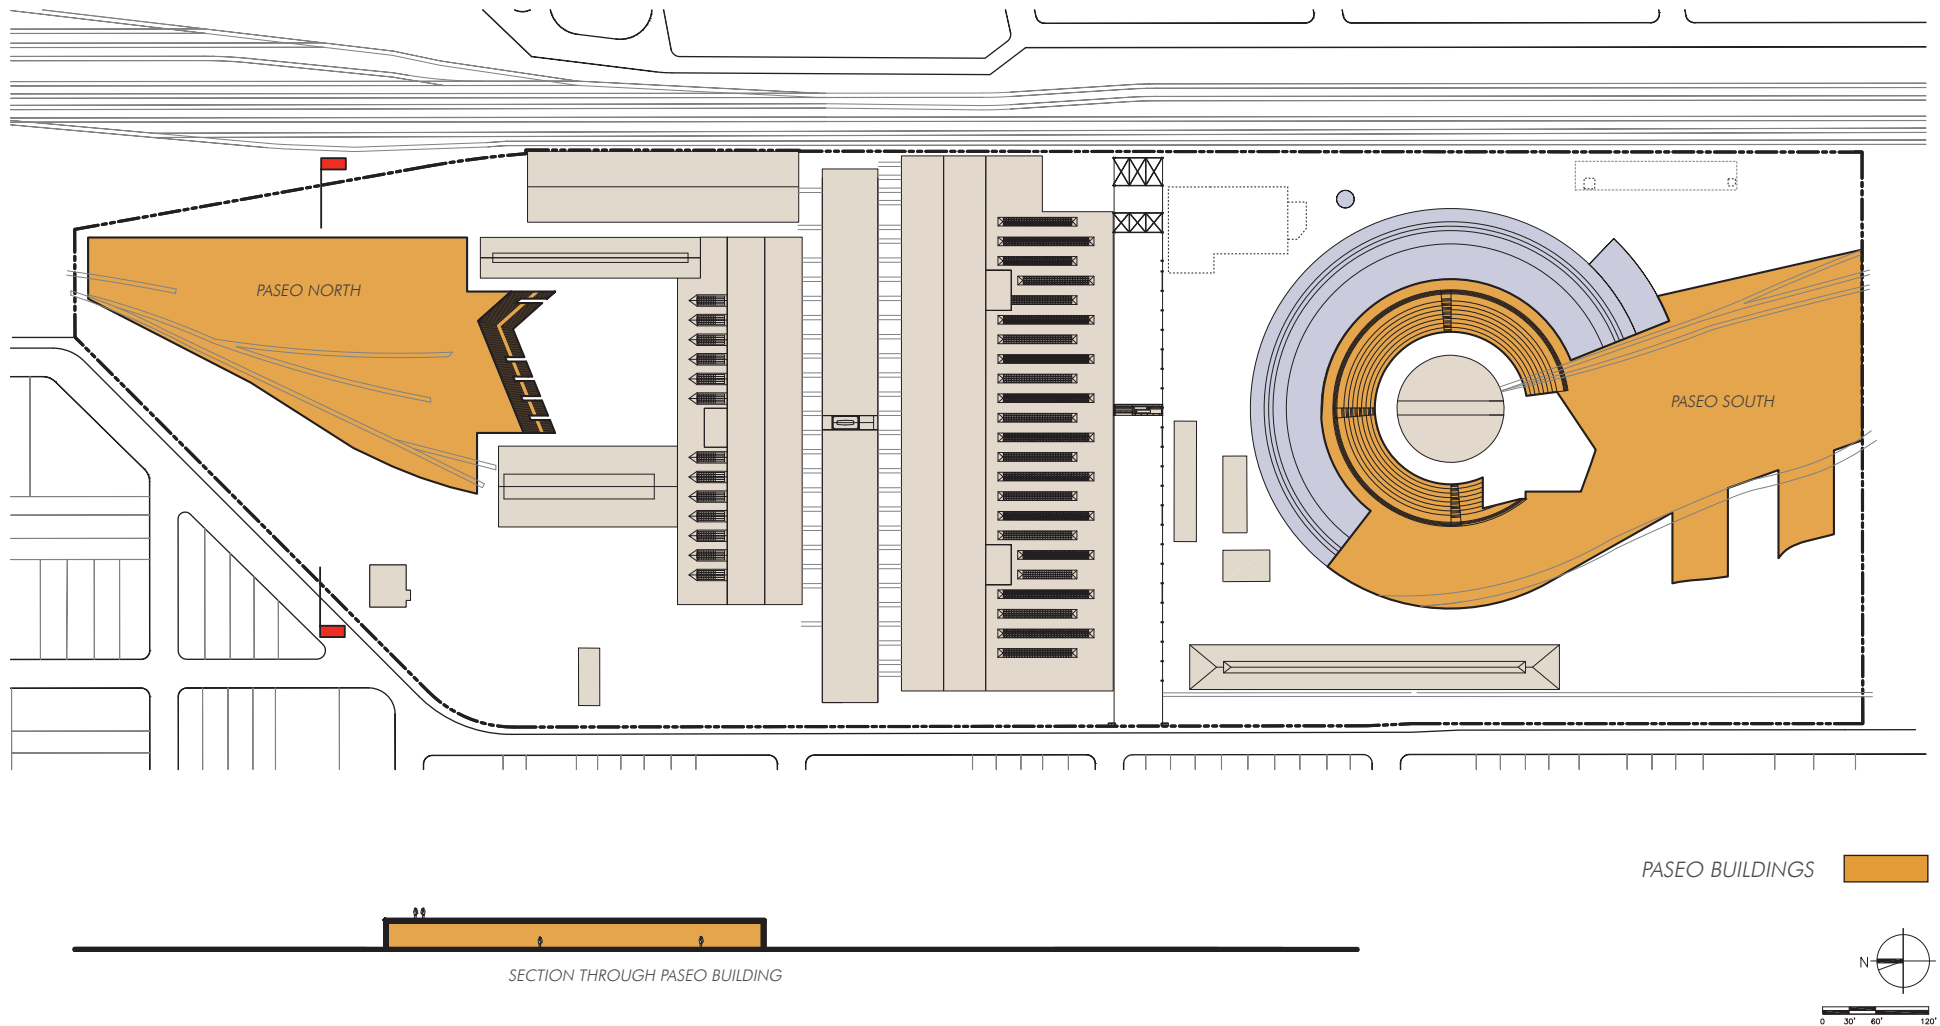 PASEO NORTH
PASEO SOUTH
PASEO BUILDINGS
SECTION THROUGH PASEO BUILDING
N
0 30' 60' 120'